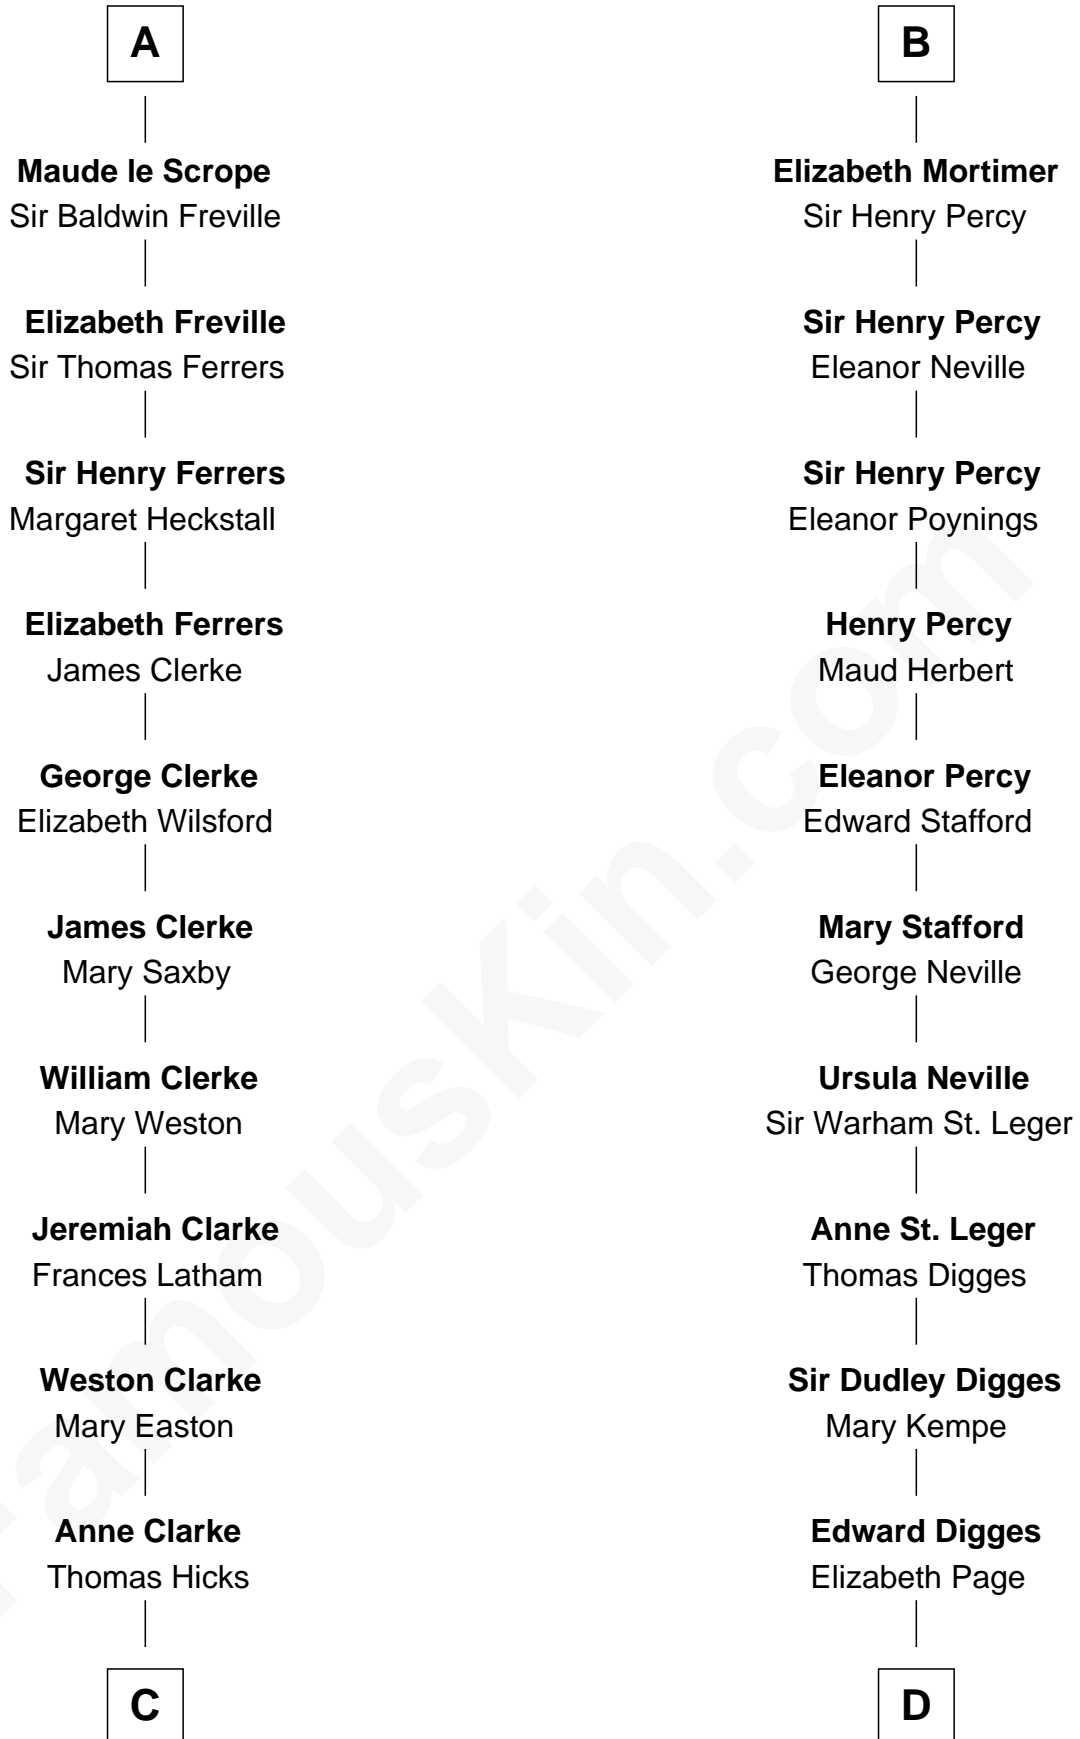 A
Maude le Scrope
Sir Baldwin Freville
Elizabeth Freville
Sir Thomas Ferrers
Sir Henry Ferrers
Margaret Heckstall
Elizabeth Ferrers
James Clerke
George Clerke
Elizabeth Wilsford
James Clerke
Mary Saxby
William Clerke
Mary Weston
Jeremiah Clarke
Frances Latham
Weston Clarke
Mary Easton
Anne Clarke
Thomas Hicks
C
B
Elizabeth Mortimer
Sir Henry Percy
Sir Henry Percy
Eleanor Neville
Sir Henry Percy
Eleanor Poynings
Henry Percy
Maud Herbert
Eleanor Percy
Edward Stafford
Mary Stafford
George Neville
Ursula Neville
Sir Warham St. Leger
Anne St. Leger
Thomas Digges
Sir Dudley Digges
Mary Kempe
Edward Digges
Elizabeth Page
D
FamousKin.com